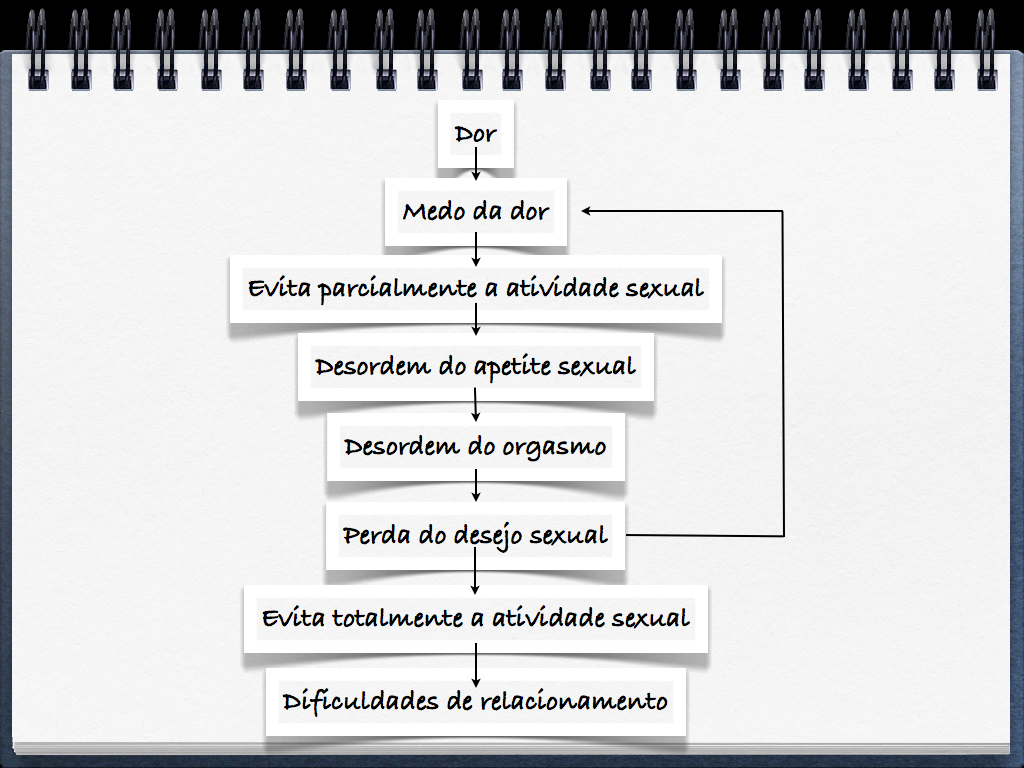 Dor
Medo da dor
Evita parcialmente a atividade sexual
Desordem do apetite sexual
Desordem do orgasmo
Perda do desejo sexual
Evita totalmente a atividade sexual
Dificuldades de relacionamento